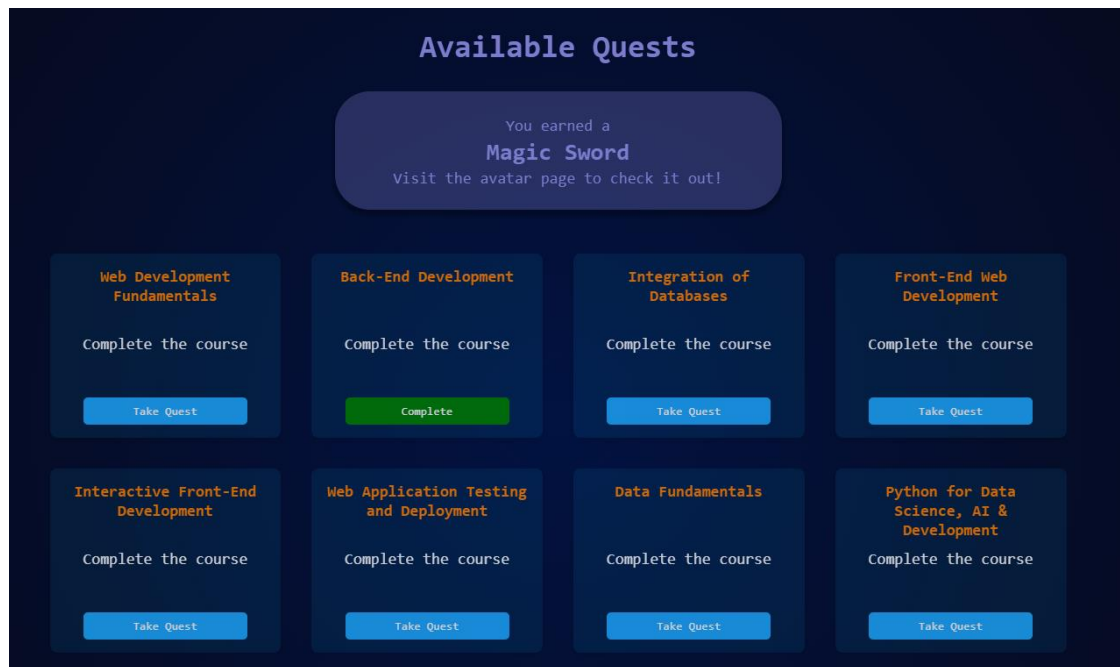 Available Quests
You earned a
Magic Sword
Visit the avatar page to check it out!
Web Development
Fundamentals
Complete the course
Take Quest
Back-End Development
Complete the course
Complete
Integration of
Databases
Complete the course
Take Quest
Front-End Web
Development
Complete the course
Take Quest
Interactive Front-End
Development
Complete the course
Take Quest
Web Application Testing
and Deployment
Complete the course
Take Quest
Data Fundamentals
Complete the course
Take Quest
Python for Data
Science, AI &
Development
Complete the course
Take Quest